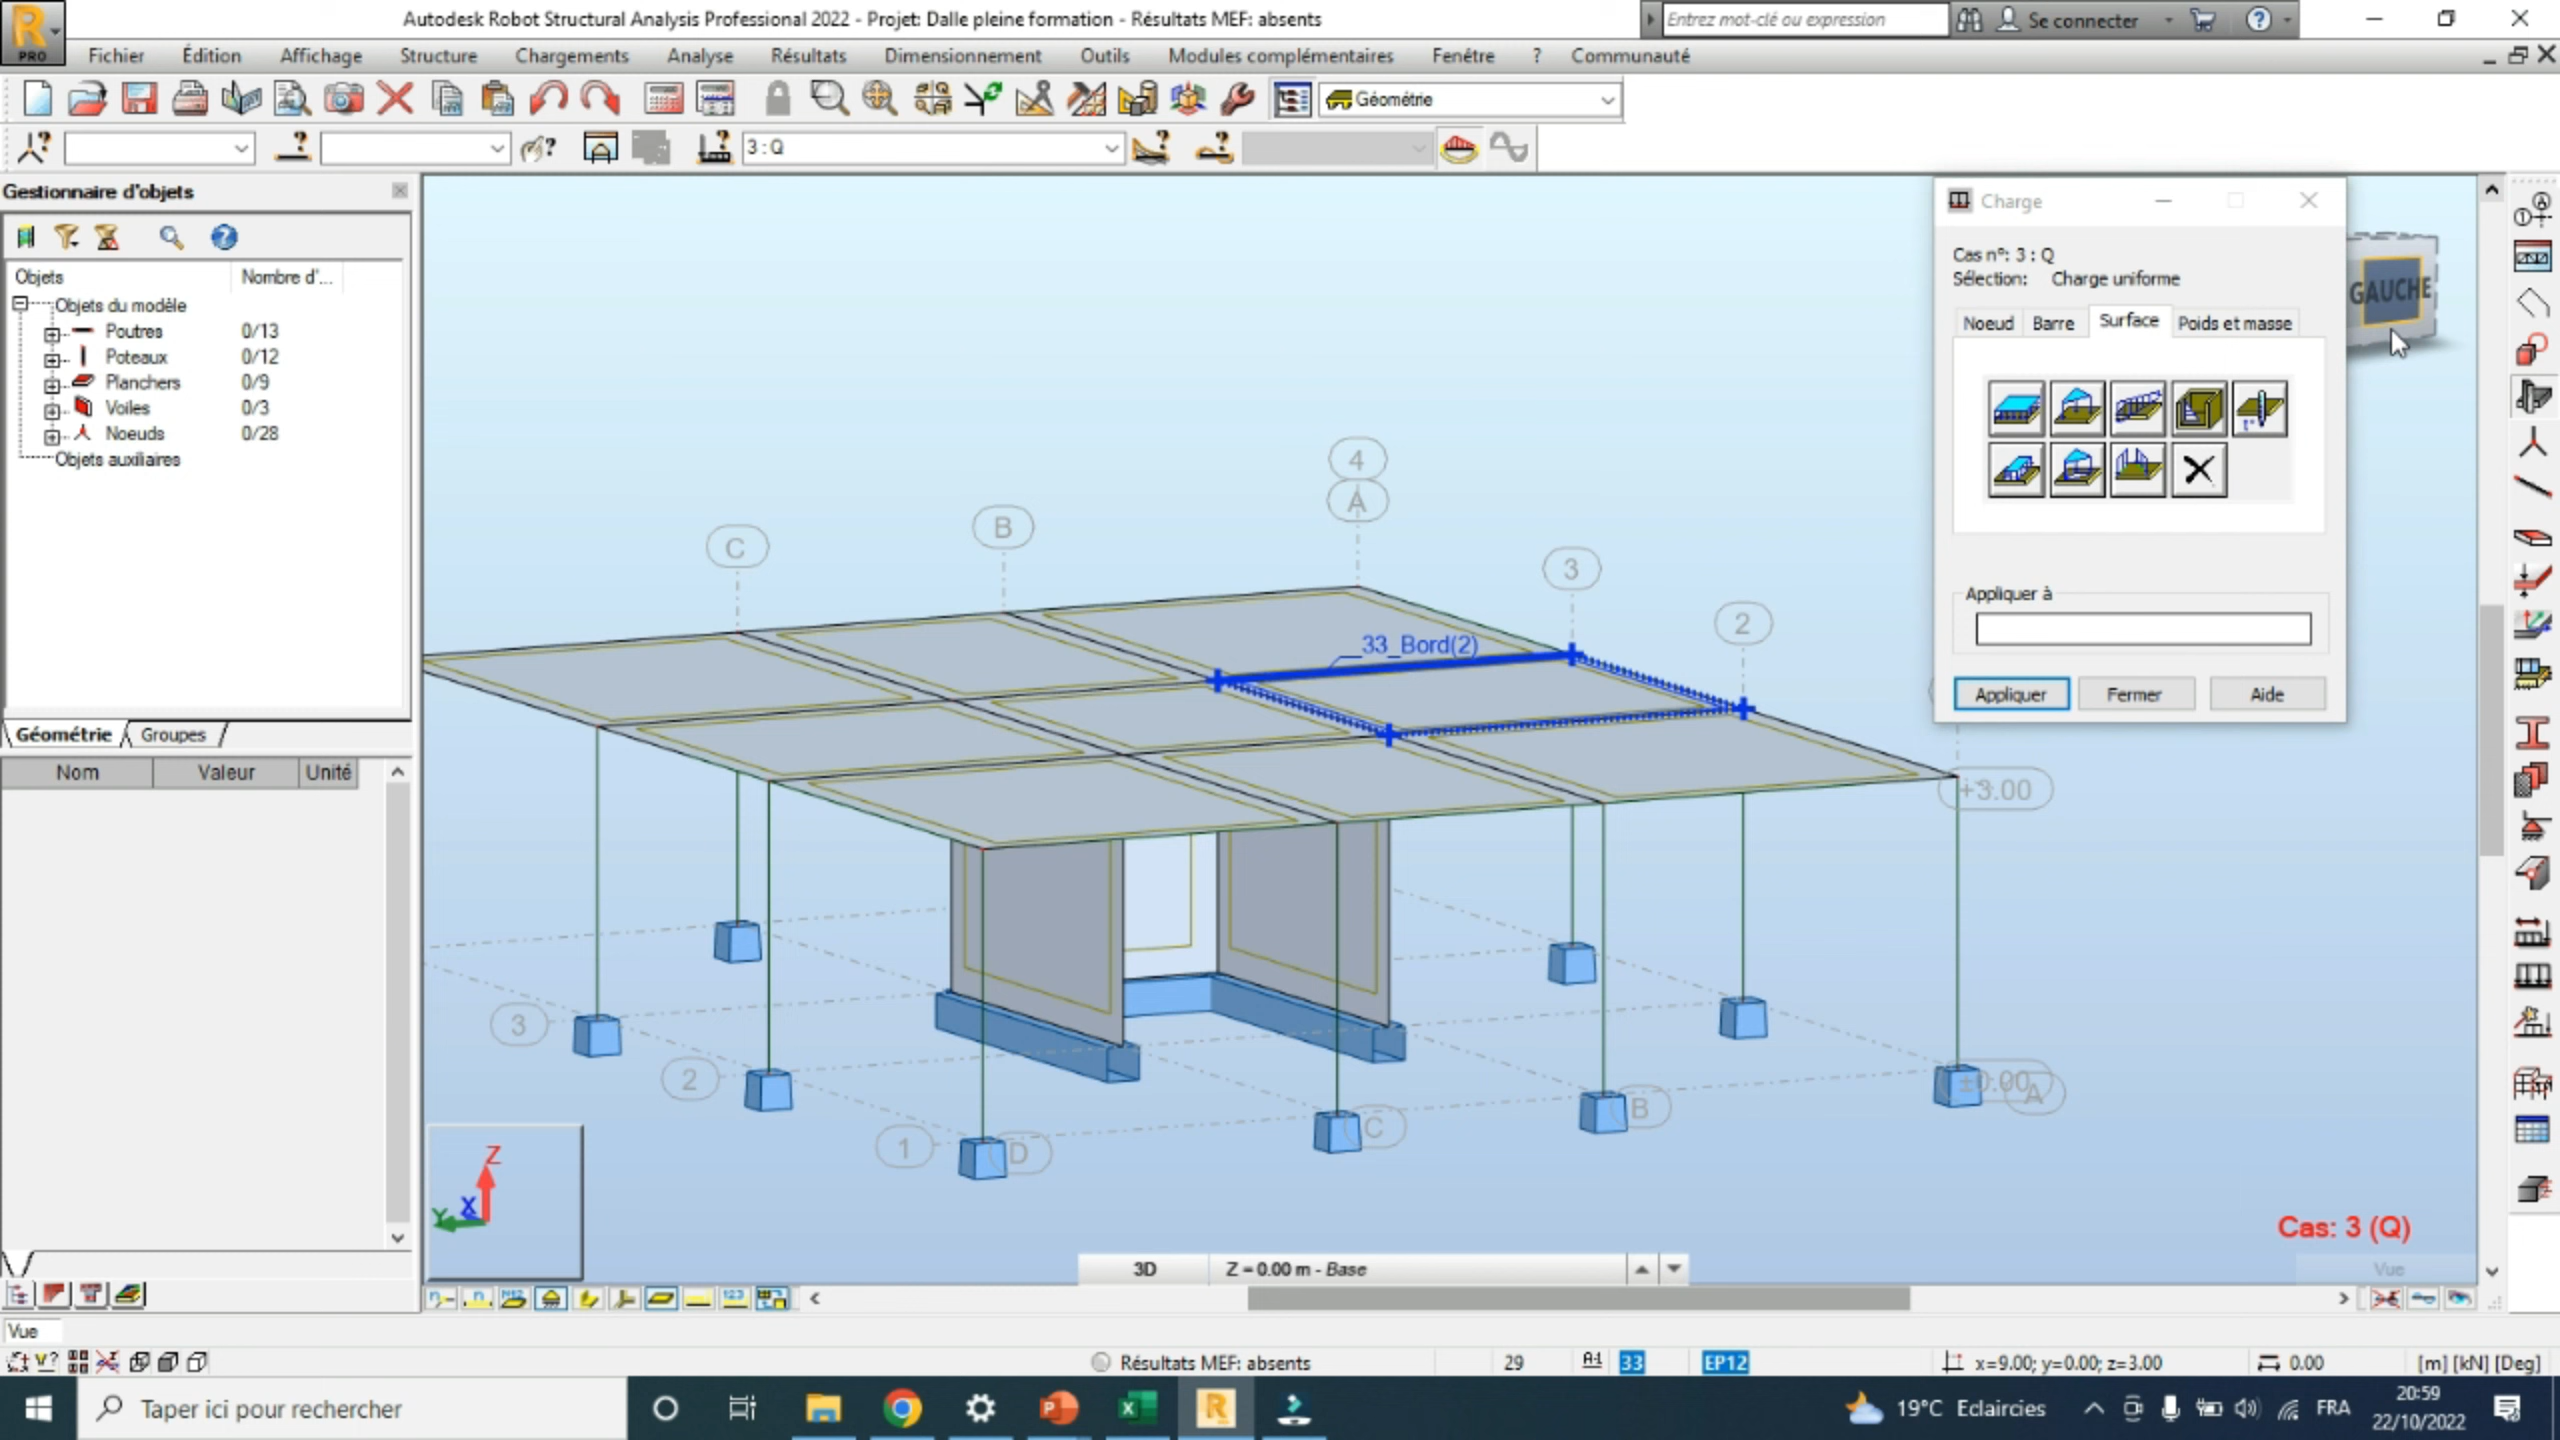 Autodesk Robot Structural Analysis Professional 2022 - Projet: Dalle pleine formation - Résultats MEF: absents
Entrez mot-clé ou expression
Se connecter
PRO
Fichier Édition Affichage Structure Chargements Analyse Résultats Dimensionnement Outils Modules complémentaires Fenêtre ? Communauté
Géométrie
3 : Q
Gestionnaire d'objets
Objets Nombre d'...
Objets du modèle
Poutres 0/13
Poteaux 0/12
Planchers 0/9
Voiles 0/3
Noeuds 0/28
Objets auxiliaires
Géométrie Groupes
Nom Valeur Unité
Charge
Cas n°: 3 : Q
Sélection: Charge uniforme
Noeud Barre Surface Poids et masse
Appliquer à
Appliquer Fermer Aide
GAUCHE
4
A
B
C
3
2
33_Bord(2)
+3.00
3
2
1
D
C
B
±0.00
A
Z
X
Y
Cas: 3 (Q)
3D Z = 0.00 m - Base
Vue
Vue
Résultats MEF: absents
29
33
EP12
x=9.00; y=0.00; z=3.00
0.00
[m] [kN] [Deg]
Taper ici pour rechercher
19°C Eclaircies
FRA
20:59
22/10/2022